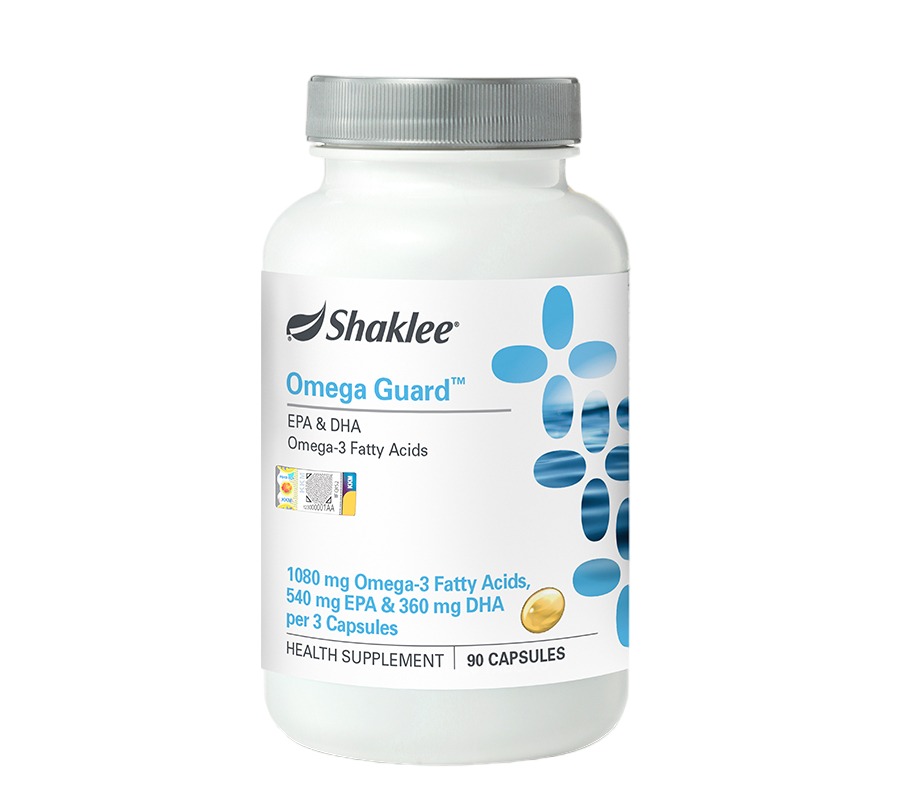 Shaklee®
Omega Guard™
EPA & DHA
Omega-3 Fatty Acids
1080 mg Omega-3 Fatty Acids,
540 mg EPA & 360 mg DHA
per 3 Capsules
HEALTH SUPPLEMENT | 90 CAPSULES